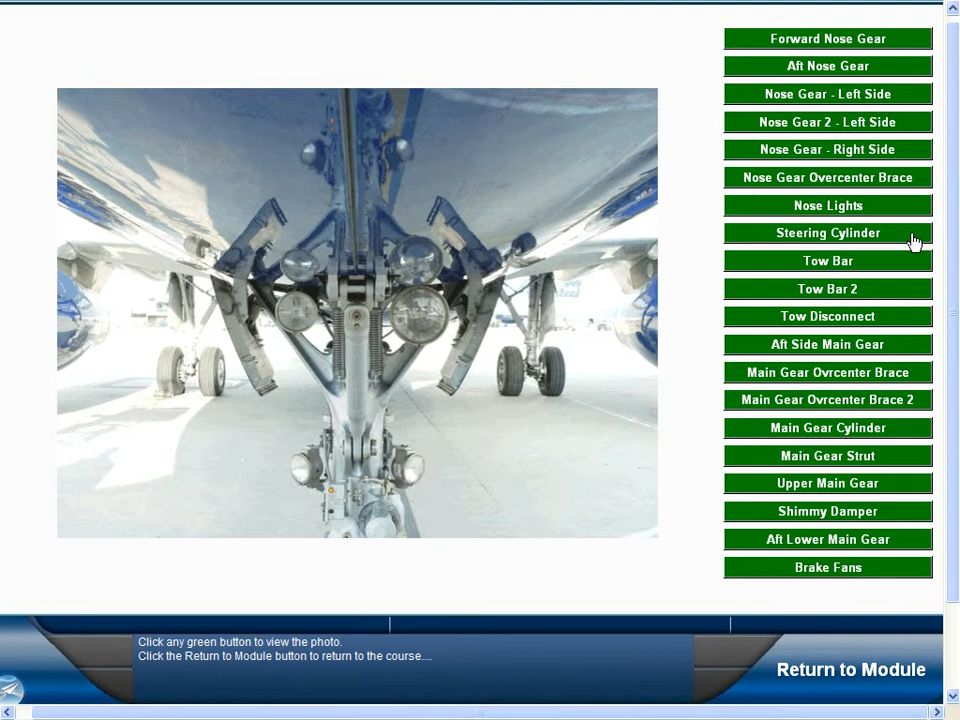 Forward Nose Gear
Aft Nose Gear
Nose Gear - Left Side
Nose Gear 2 - Left Side
Nose Gear - Right Side
Nose Gear Overcenter Brace
Nose Lights
Steering Cylinder
Tow Bar
Tow Bar 2
Tow Disconnect
Aft Side Main Gear
Main Gear Ovrcenter Brace
Main Gear Ovrcenter Brace 2
Main Gear Cylinder
Main Gear Strut
Upper Main Gear
Shimmy Damper
Aft Lower Main Gear
Brake Fans
Click any green button to view the photo.
Click the Return to Module button to return to the course....
Return to Module